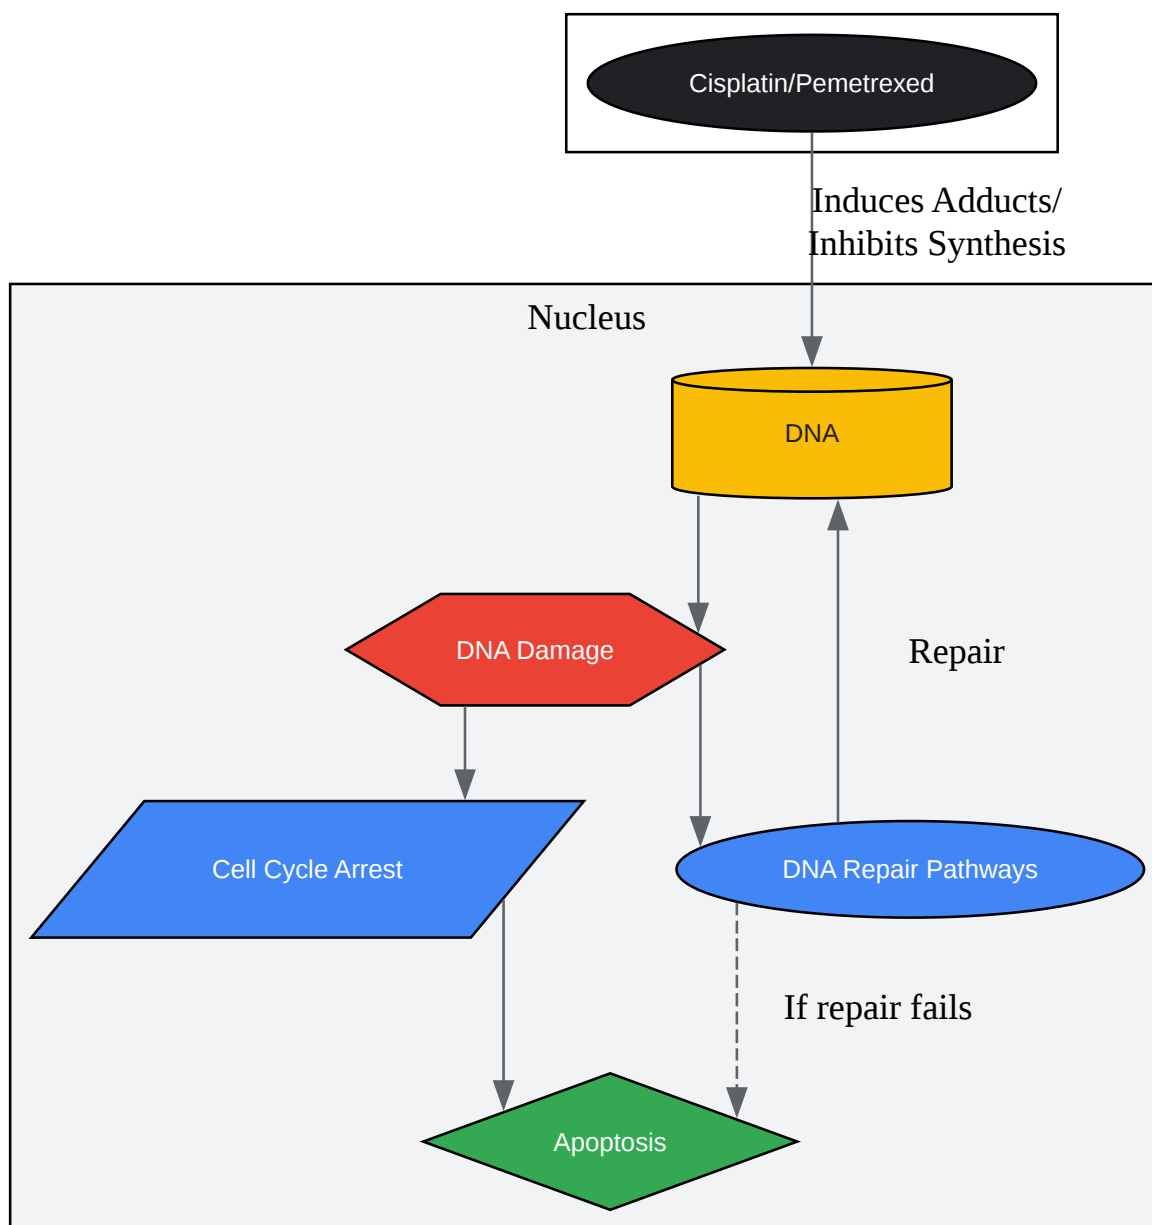 Cisplatin/Pemetrexed
Induces Adducts/
Inhibits Synthesis
Nucleus
DNA
DNA Damage
Repair
Cell Cycle Arrest
DNA Repair Pathways
If repair fails
Apoptosis